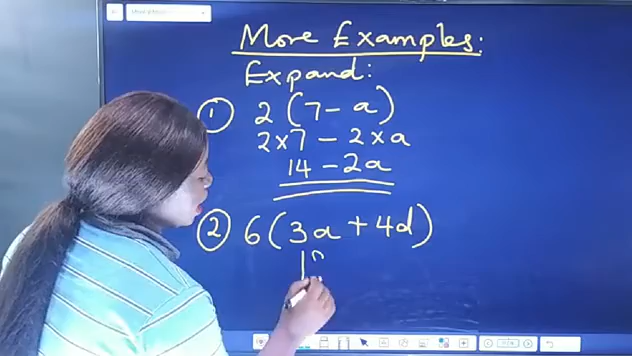 More Examples:
Expand:
① 2(7-a)
2×7 - 2×a
14 - 2a
② 6(3a + 4d)